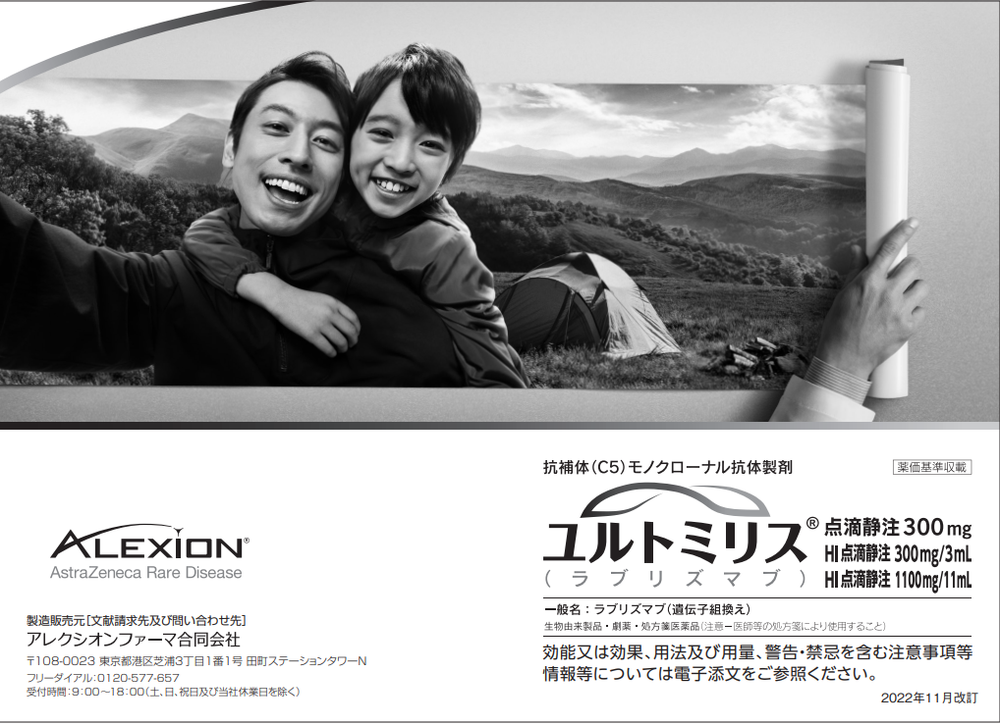 抗補体（C5）モノクローナル抗体製剤
薬価基準収載
ユルトミリス® 点滴静注 300mg
HI点滴静注 300mg/3mL
HI点滴静注 1100mg/11mL
（ラブリズマブ）
一般名：ラブリズマブ（遺伝子組換え）
生物由来製品・劇薬・処方箋医薬品（注意－医師等の処方箋により使用すること）
効能又は効果、用法及び用量、警告・禁忌を含む注意事項等
情報等については電子添文をご参照ください。
2022年11月改訂
ALEXION®
AstraZeneca Rare Disease
製造販売元［文献請求先及び問い合わせ先］
アレクシオンファーマ合同会社
〒108-0023 東京都港区芝浦3丁目1番1号 田町ステーションタワーN
フリーダイアル：0120-577-657
受付時間：9：00～18：00（土、日、祝日及び当社休業日を除く）